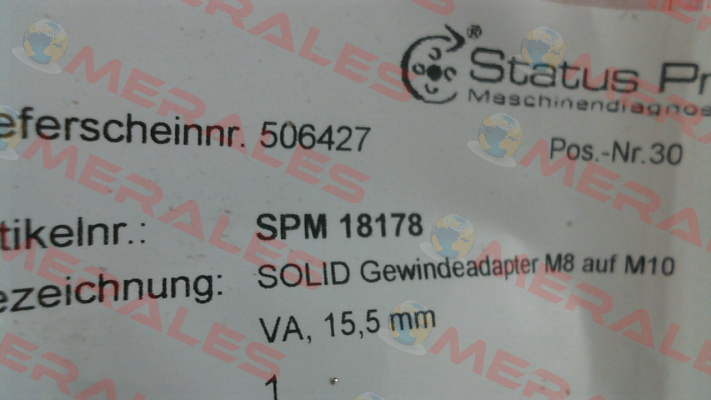 Status Pr
Maschinendiagnos
eferscheinnr. 506427
Pos.-Nr.30
tikelnr.: SPM 18178
ezeichnung: SOLID Gewindeadapter M8 auf M10
VA, 15,5 mm
1
MERALES